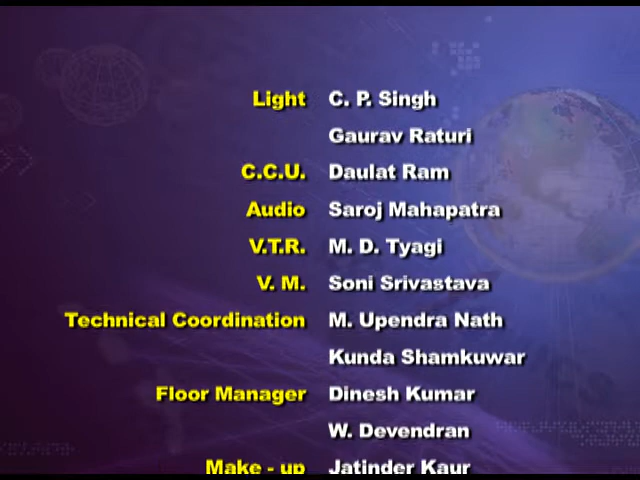 Light C. P. Singh
Gaurav Raturi
C.C.U. Daulat Ram
Audio Saroj Mahapatra
V.T.R. M. D. Tyagi
V. M. Soni Srivastava
Technical Coordination M. Upendra Nath
Kunda Shamkuwar
Floor Manager Dinesh Kumar
W. Devendran
Make - up Jatinder Kaur